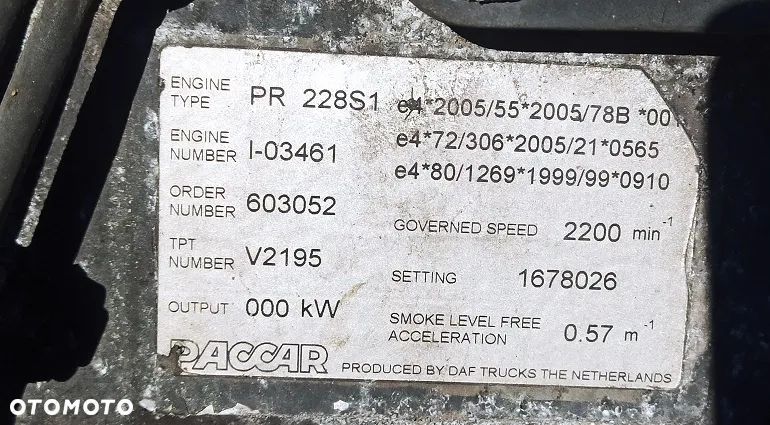 ENGINE TYPE PR 228S1 e4*2005/55*2005/78B *00
ENGINE NUMBER I-03461 e4*72/306*2005/21*0565
e4*80/1269*1999/99*0910
ORDER NUMBER 603052 GOVERNED SPEED 2200 min-1
TPT NUMBER V2195 SETTING 1678026
OUTPUT 000 kW SMOKE LEVEL FREE ACCELERATION 0.57 m-1
PACCAR PRODUCED BY DAF TRUCKS THE NETHERLANDS
OTOMOTO